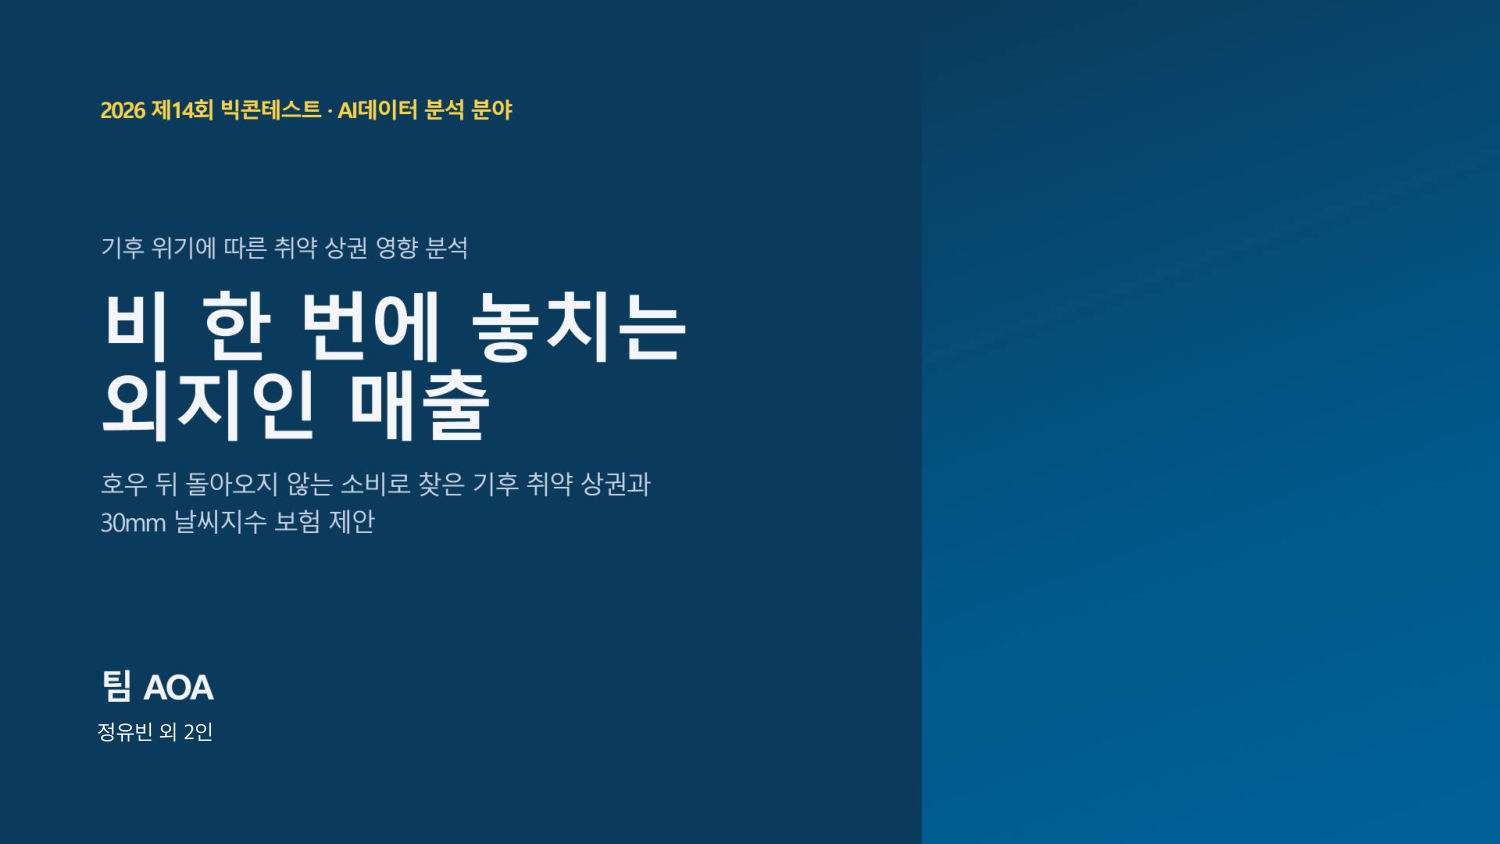 2026 제14회 빅콘테스트 · AI데이터 분석 분야
기후 위기에 따른 취약 상권 영향 분석
비 한 번에 놓치는
외지인 매출
호우 뒤 돌아오지 않는 소비로 찾은 기후 취약 상권과
30mm 날씨지수 보험 제안
팀 AOA
정유빈 외 2인